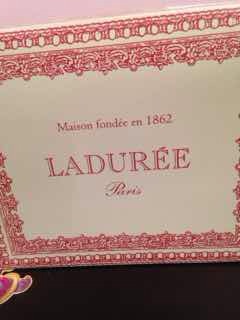 Maison fondée en 1862
LADURÉE
Paris